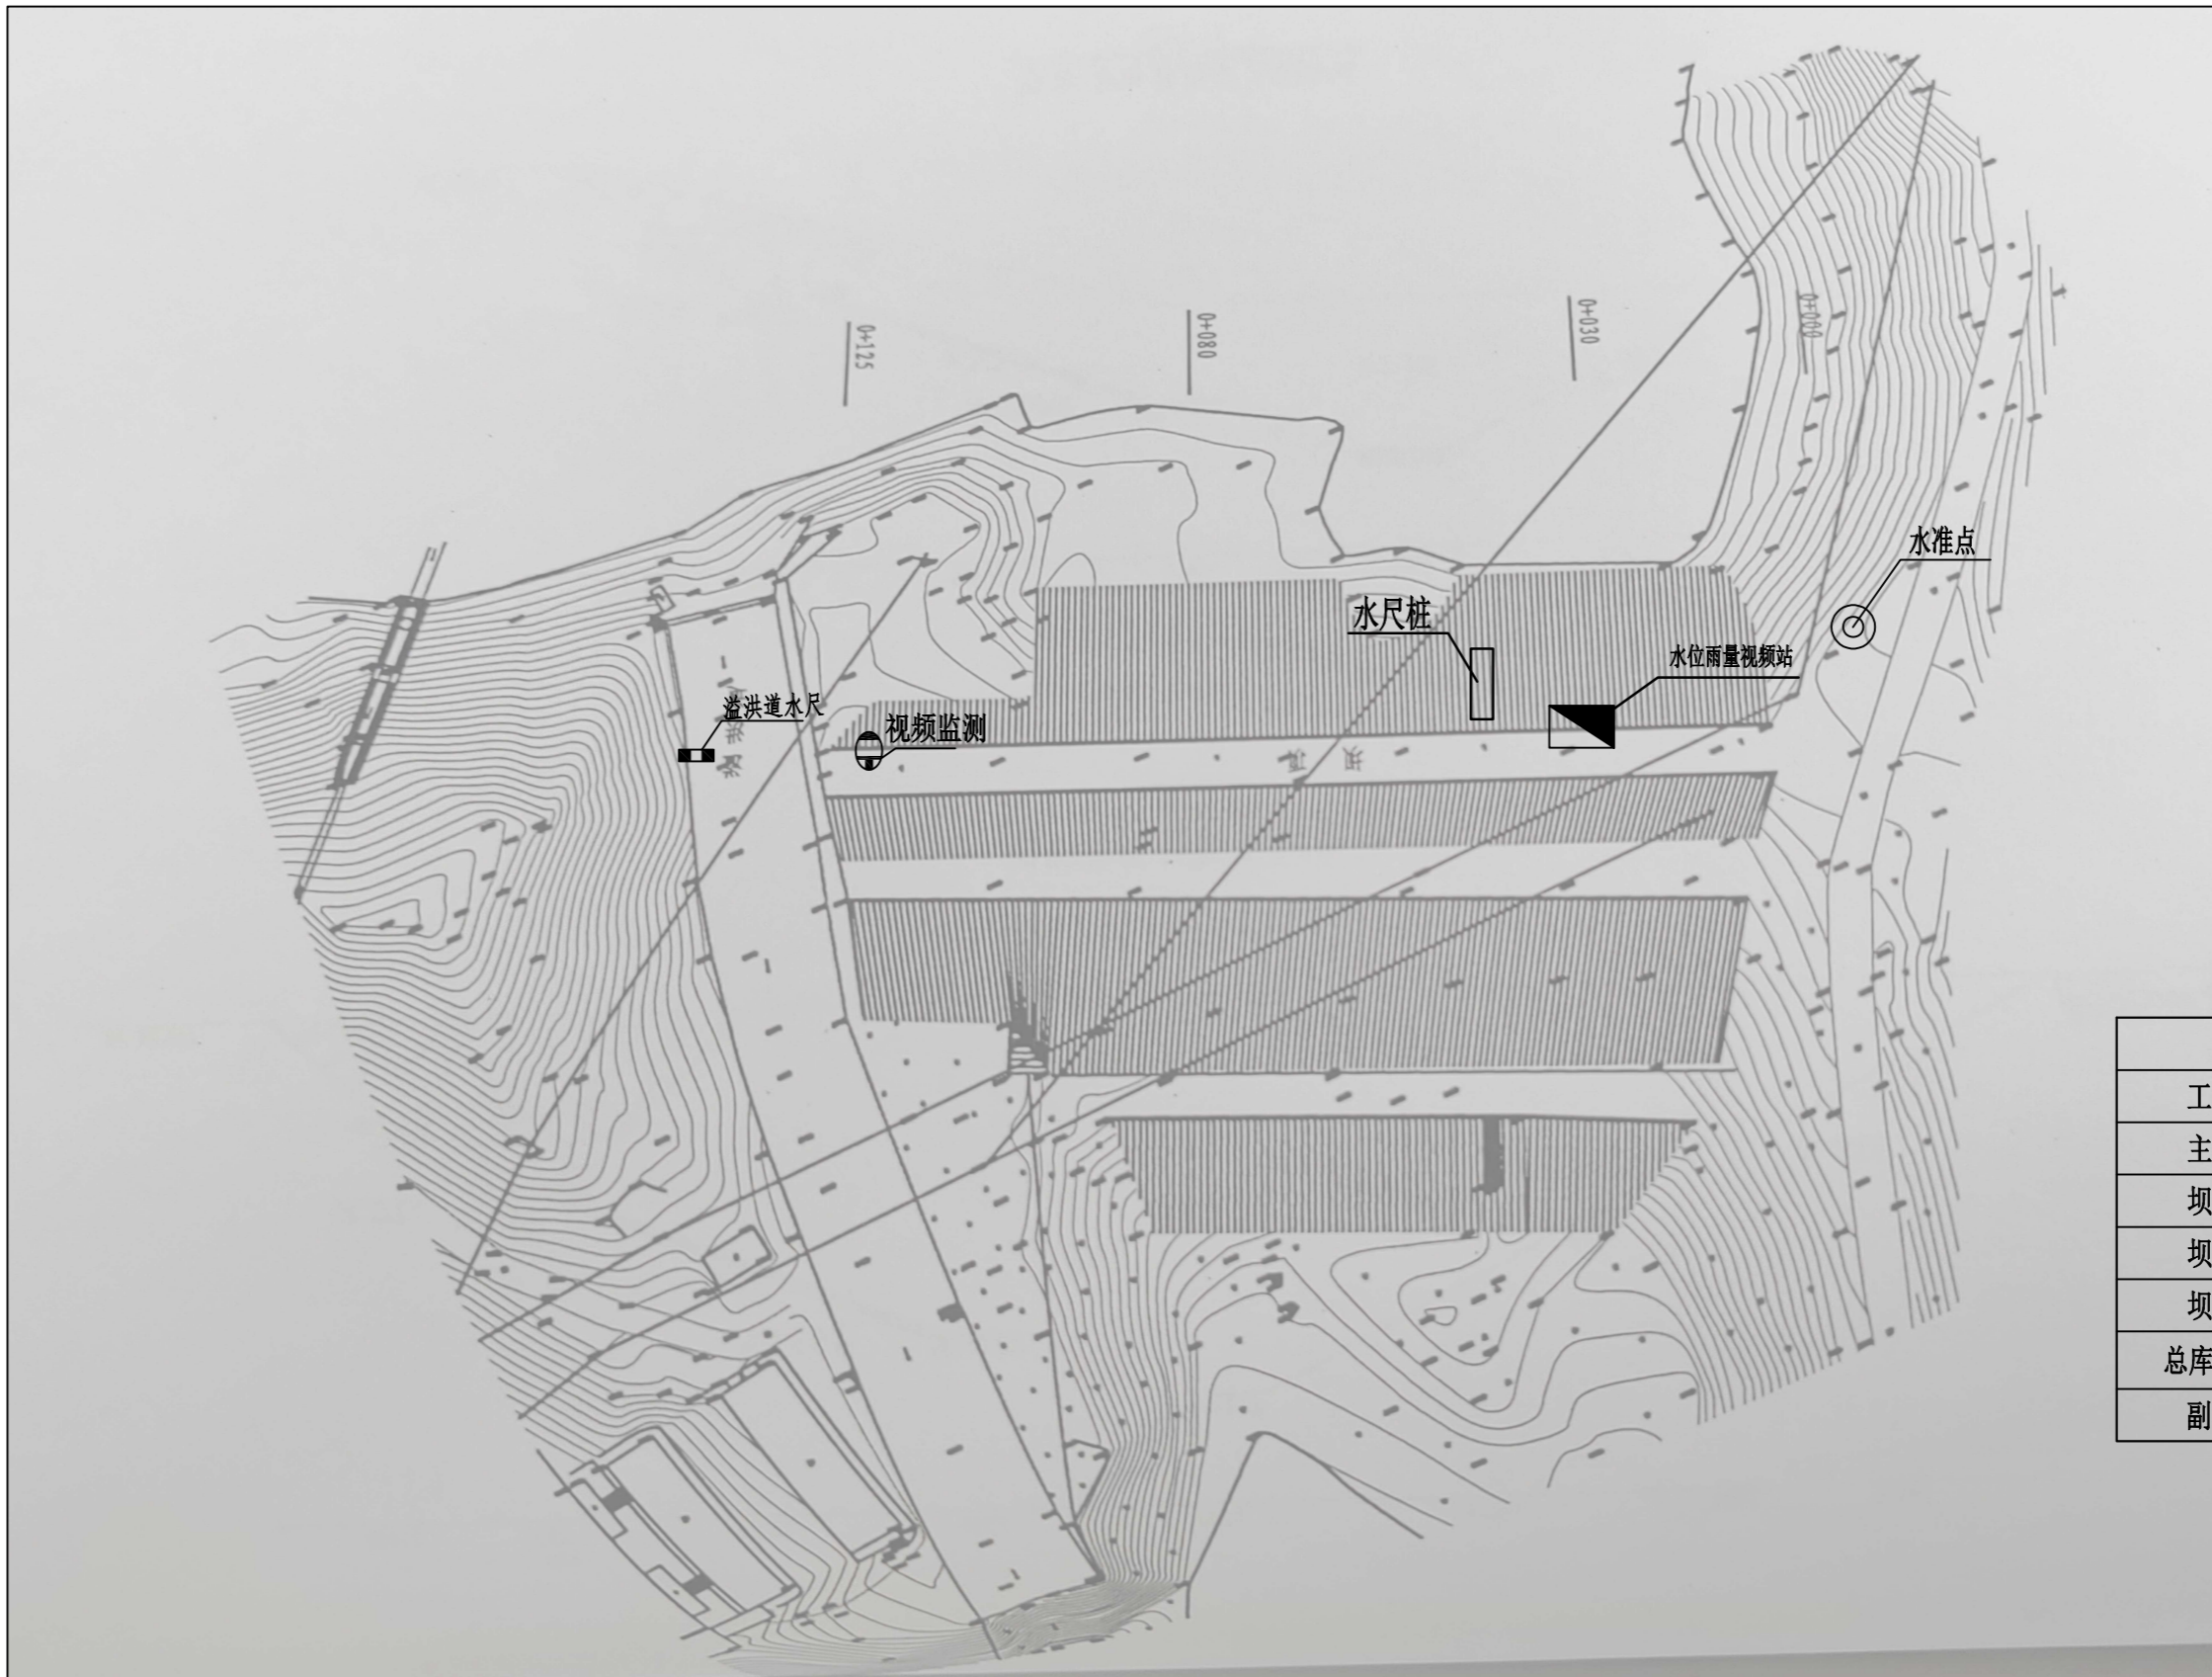 0+000
0+030
0+080
0+125
水准点
水尺桩
水位雨量视频站
溢洪道水尺
视频监测
工
主
坝
坝
坝
总库
副